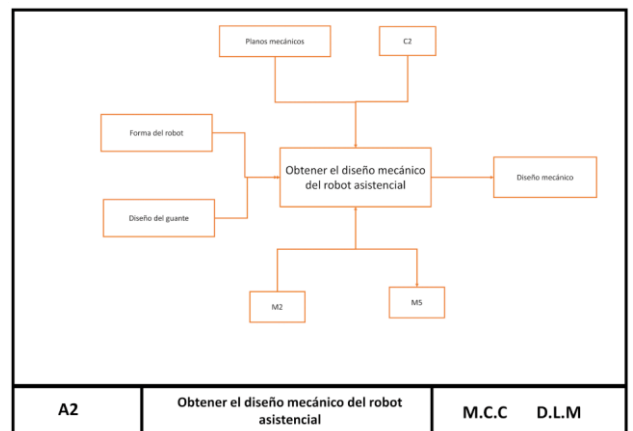 Planos mecánicos
C2
Forma del robot
Obtener el diseño mecánico
del robot asistencial
Diseño mecánico
Diseño del guante
M2
M5
A2
Obtener el diseño mecánico del robot
asistencial
M.C.C D.L.M